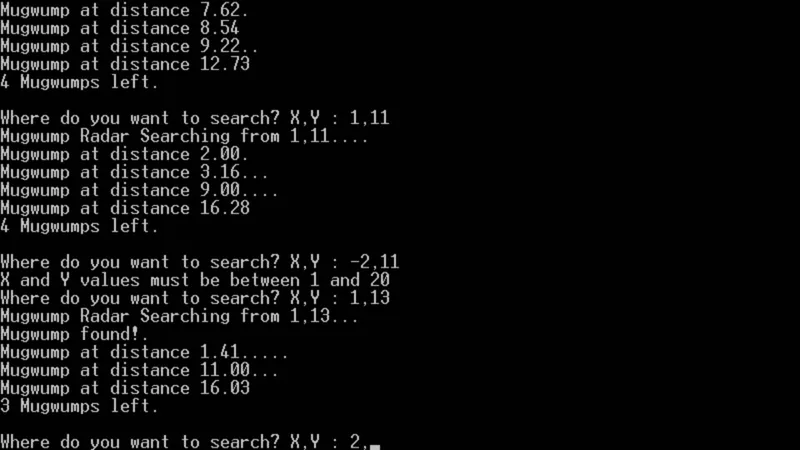 Mugwump at distance 7.62.
Mugwump at distance 8.54
Mugwump at distance 9.22..
Mugwump at distance 12.73
4 Mugwumps left.
Where do you want to search? X,Y : 1,11
Mugwump Radar Searching from 1,11....
Mugwump at distance 2.00.
Mugwump at distance 3.16...
Mugwump at distance 9.00....
Mugwump at distance 16.28
4 Mugwumps left.
Where do you want to search? X,Y : -2,11
X and Y values must be between 1 and 20
Where do you want to search? X,Y : 1,13
Mugwump Radar Searching from 1,13...
Mugwump found!.
Mugwump at distance 1.41.....
Mugwump at distance 11.00...
Mugwump at distance 16.03
3 Mugwumps left.
Where do you want to search? X,Y : 2,_